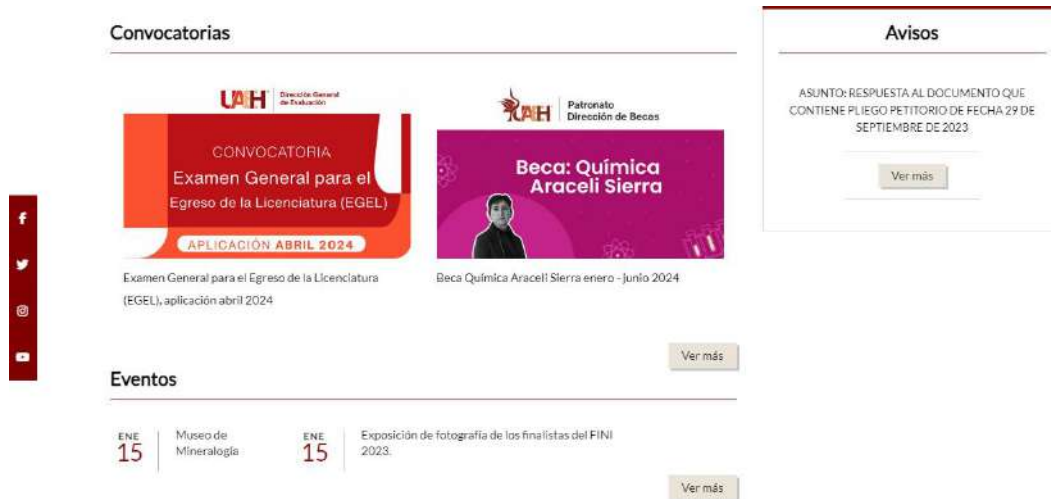 Convocatorias
UAEH
Dirección General
de Evaluación
CONVOCATORIA
Examen General para el
Egreso de la Licenciatura (EGEL)
APLICACIÓN ABRIL 2024
Examen General para el Egreso de la Licenciatura
(EGEL), aplicación abril 2024
UAEH
Patronato
Dirección de Becas
Beca: Química
Araceli Sierra
Beca Química Araceli Sierra enero - junio 2024
Ver más
Avisos
ASUNTO: RESPUESTA AL DOCUMENTO QUE
CONTIENE PLIEGO PETITORIO DE FECHA 29 DE
SEPTIEMBRE DE 2023
Ver más
Eventos
ENE
15
Museo de
Mineralogía
ENE
15
Exposición de fotografía de los finalistas del FINI
2023.
Ver más